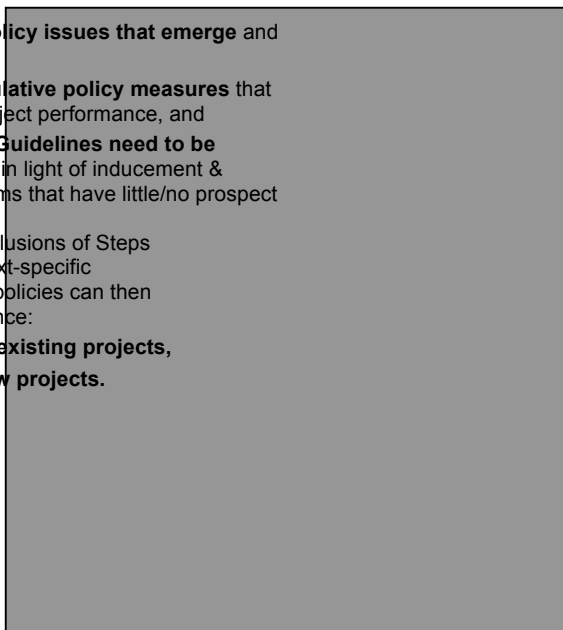 licy issues that emerge and
lative policy measures that
ject performance, and
Guidelines need to be
in light of inducement &
ms that have little/no prospect
lusions of Steps
xt-specific
policies can then
nce:
existing projects,
w projects.